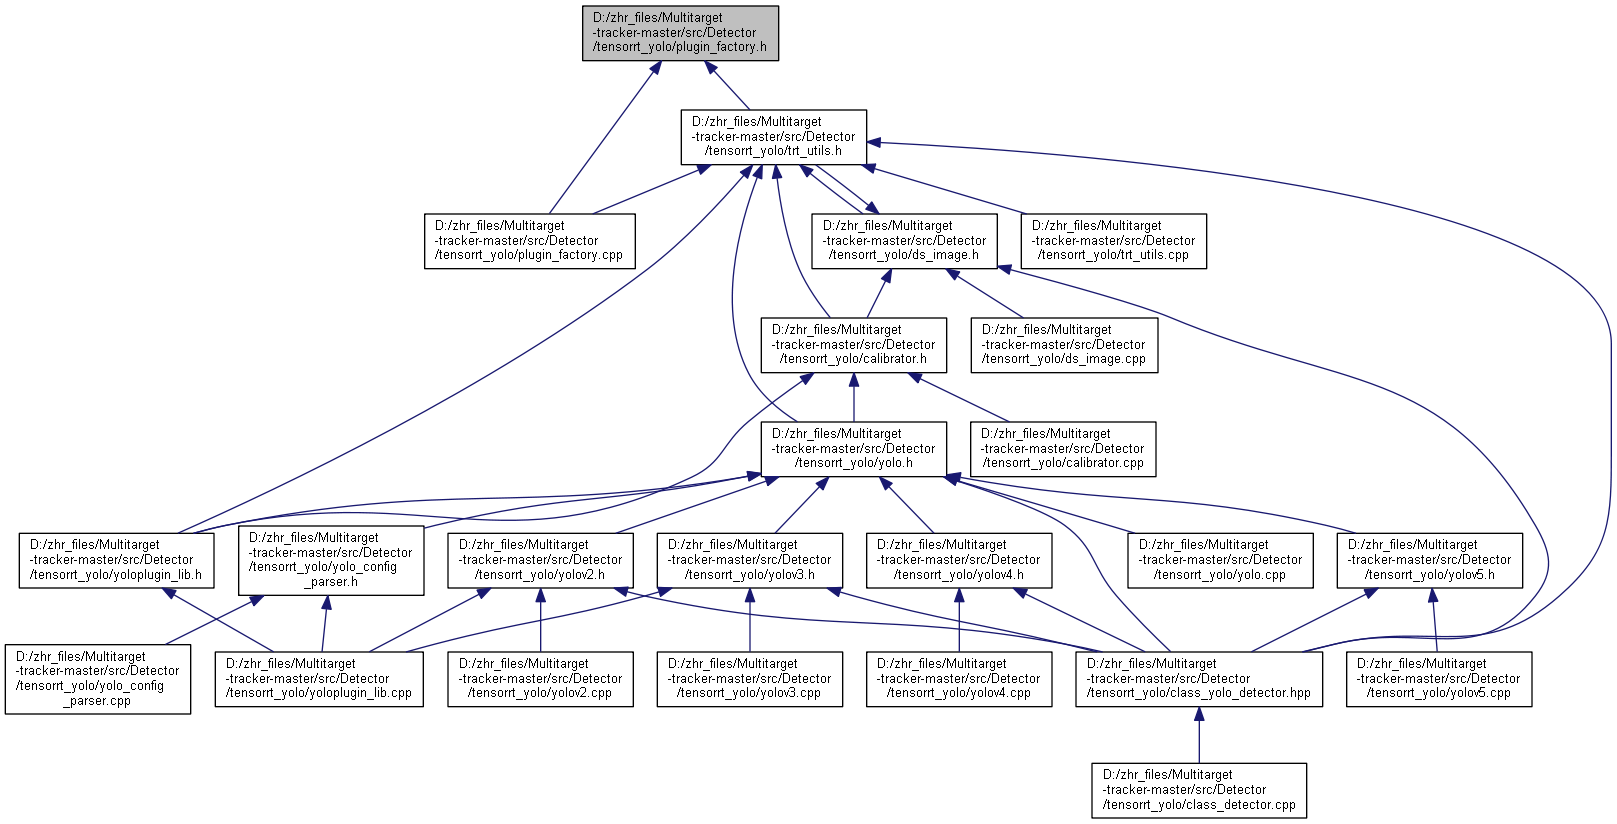 D:/zhr_files/Multitarget
-tracker-master/src/Detector
/tensorrt_yolo/plugin_factory.h
D:/zhr_files/Multitarget
-tracker-master/src/Detector
/tensorrt_yolo/trt_utils.h
D:/zhr_files/Multitarget
-tracker-master/src/Detector
/tensorrt_yolo/plugin_factory.cpp
D:/zhr_files/Multitarget
-tracker-master/src/Detector
/tensorrt_yolo/ds_image.h
D:/zhr_files/Multitarget
-tracker-master/src/Detector
/tensorrt_yolo/trt_utils.cpp
D:/zhr_files/Multitarget
-tracker-master/src/Detector
/tensorrt_yolo/calibrator.h
D:/zhr_files/Multitarget
-tracker-master/src/Detector
/tensorrt_yolo/ds_image.cpp
D:/zhr_files/Multitarget
-tracker-master/src/Detector
/tensorrt_yolo/yolo.h
D:/zhr_files/Multitarget
-tracker-master/src/Detector
/tensorrt_yolo/calibrator.cpp
D:/zhr_files/Multitarget
-tracker-master/src/Detector
/tensorrt_yolo/yoloplugin_lib.h
D:/zhr_files/Multitarget
-tracker-master/src/Detector
/tensorrt_yolo/yolo_config
_parser.h
D:/zhr_files/Multitarget
-tracker-master/src/Detector
/tensorrt_yolo/yolov2.h
D:/zhr_files/Multitarget
-tracker-master/src/Detector
/tensorrt_yolo/yolov3.h
D:/zhr_files/Multitarget
-tracker-master/src/Detector
/tensorrt_yolo/yolov4.h
D:/zhr_files/Multitarget
-tracker-master/src/Detector
/tensorrt_yolo/yolo.cpp
D:/zhr_files/Multitarget
-tracker-master/src/Detector
/tensorrt_yolo/yolov5.h
D:/zhr_files/Multitarget
-tracker-master/src/Detector
/tensorrt_yolo/yolo_config
_parser.cpp
D:/zhr_files/Multitarget
-tracker-master/src/Detector
/tensorrt_yolo/yoloplugin_lib.cpp
D:/zhr_files/Multitarget
-tracker-master/src/Detector
/tensorrt_yolo/yolov2.cpp
D:/zhr_files/Multitarget
-tracker-master/src/Detector
/tensorrt_yolo/yolov3.cpp
D:/zhr_files/Multitarget
-tracker-master/src/Detector
/tensorrt_yolo/yolov4.cpp
D:/zhr_files/Multitarget
-tracker-master/src/Detector
/tensorrt_yolo/class_yolo_detector.hpp
D:/zhr_files/Multitarget
-tracker-master/src/Detector
/tensorrt_yolo/yolov5.cpp
D:/zhr_files/Multitarget
-tracker-master/src/Detector
/tensorrt_yolo/class_detector.cpp